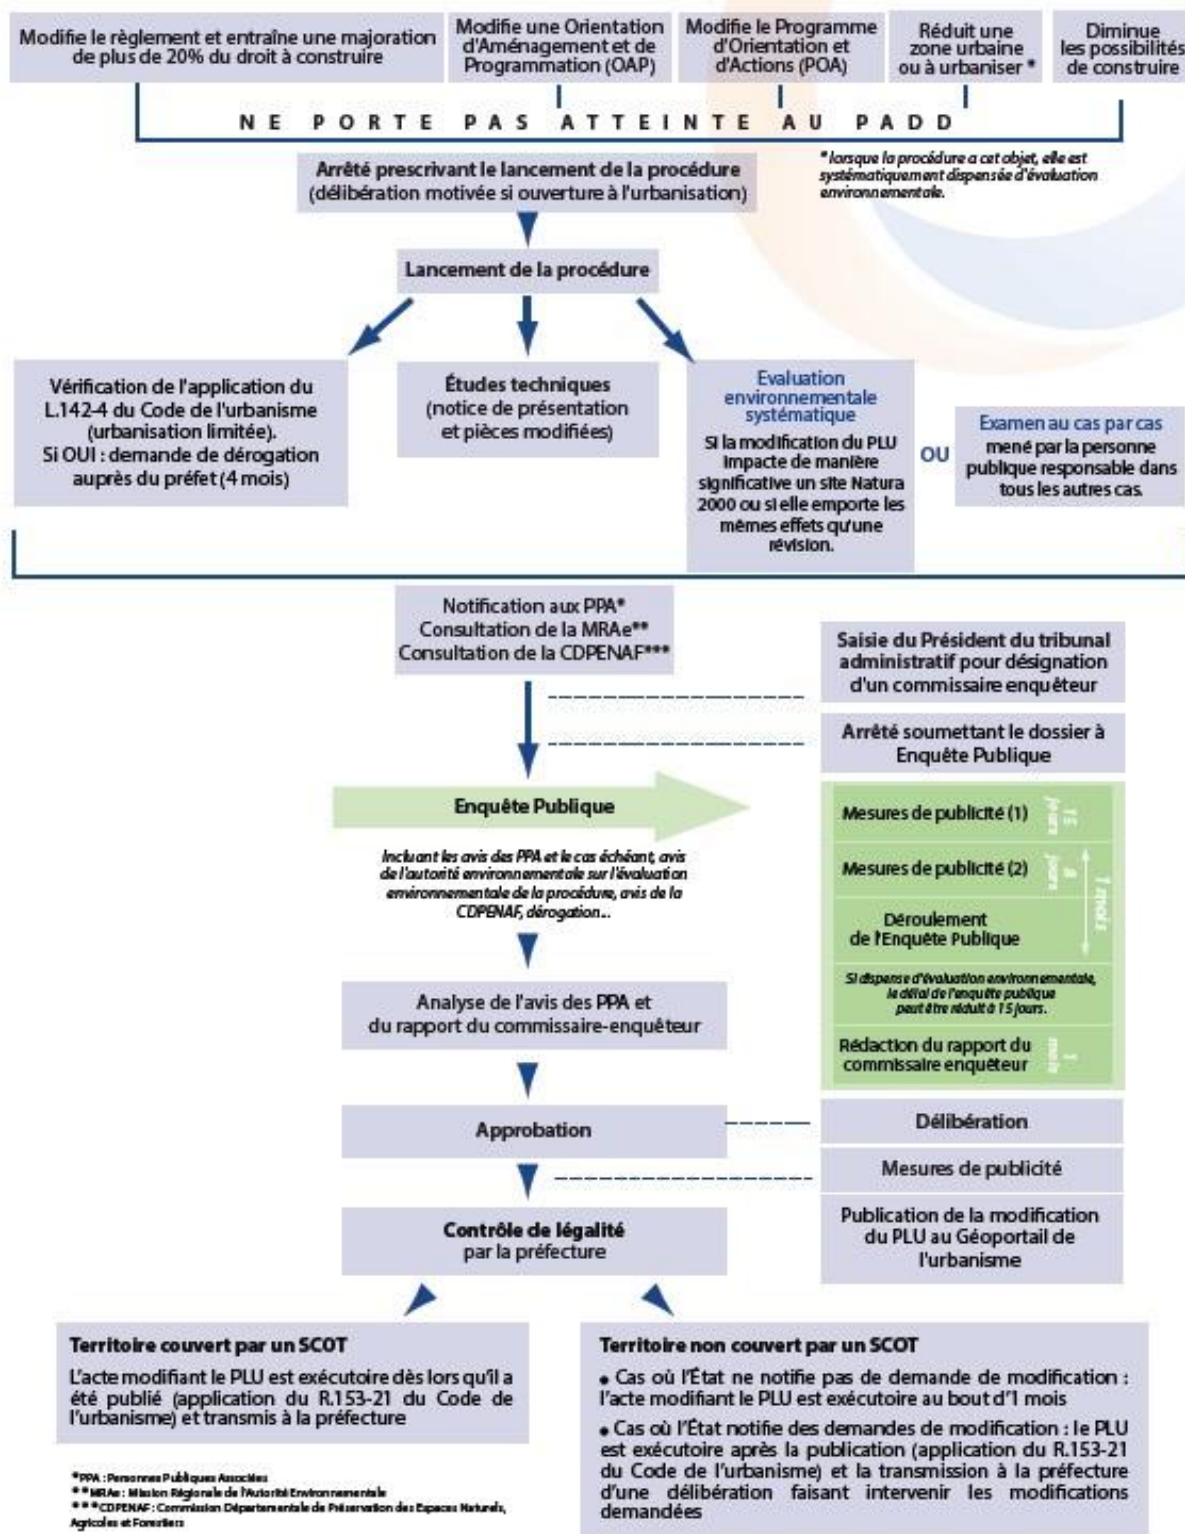 Modifie le règlement et entraîne une majoration
de plus de 20% du droit à construire
Modifie une Orientation
d'Aménagement et de
Programmation (OAP)
Modifie le Programme
d'Orientation et
d'Actions (POA)
Réduit une
zone urbaine
ou à urbaniser *
Diminue
les possibilités
de construire
NE PORTE PAS ATTEINTE AU PADD
Arrêté prescrivant le lancement de la procédure
(délibération motivée si ouverture à l'urbanisation)
* lorsque la procédure a cet objet, elle est
systématiquement dispensée d'évaluation
environnementale.
Lancement de la procédure
Vérification de l'application du
L.142-4 du Code de l'urbanisme
(urbanisation limitée).
Si OUI : demande de dérogation
auprès du préfet (4 mois)
Études techniques
(notice de présentation
et pièces modifiées)
Evaluation
environnementale
systématique
Si la modification du PLU
impacte de manière
significative un site Natura
2000 ou si elle emporte les
mêmes effets qu'une
révision.
OU
Examen au cas par cas
mené par la personne
publique responsable dans
tous les autres cas.
Notification aux PPA*
Consultation de la MRAe**
Consultation de la CDPENAF***
Saisie du Président du tribunal
administratif pour désignation
d'un commissaire enquêteur
Arrêté soumettant le dossier à
Enquête Publique
Enquête Publique
Incluant les avis des PPA et le cas échéant, avis
de l'autorité environnementale sur l'évaluation
environnementale de la procédure, avis de la
CDPENAF, dérogation...
Mesures de publicité (1)
15 jours
Mesures de publicité (2)
8 jours
1 mois
Déroulement
de l'Enquête Publique
Si dispense d'évaluation environnementale,
le délai de l'enquête publique
peut être réduit à 15 jours.
Rédaction du rapport du
commissaire enquêteur
1 mois
Analyse de l'avis des PPA et
du rapport du commissaire-enquêteur
Approbation
Délibération
Mesures de publicité
Publication de la modification
du PLU au Géoportail de
l'urbanisme
Contrôle de légalité
par la préfecture
Territoire couvert par un SCOT
L'acte modifiant le PLU est exécutoire dès lors qu'il a
été publié (application du R.153-21 du Code de
l'urbanisme) et transmis à la préfecture
Territoire non couvert par un SCOT
• Cas où l'État ne notifie pas de demande de modification :
l'acte modifiant le PLU est exécutoire au bout d'1 mois
• Cas où l'État notifie des demandes de modification : le PLU
est exécutoire après la publication (application du R.153-21
du Code de l'urbanisme) et la transmission à la préfecture
d'une délibération faisant intervenir les modifications
demandées
*PPA : Personnes Publiques Associées
**MRAe : Mission Régionale de l'Autorité Environnementale
***CDPENAF : Commission Départementale de Préservation des Espaces Naturels,
Agricoles et Forestiers